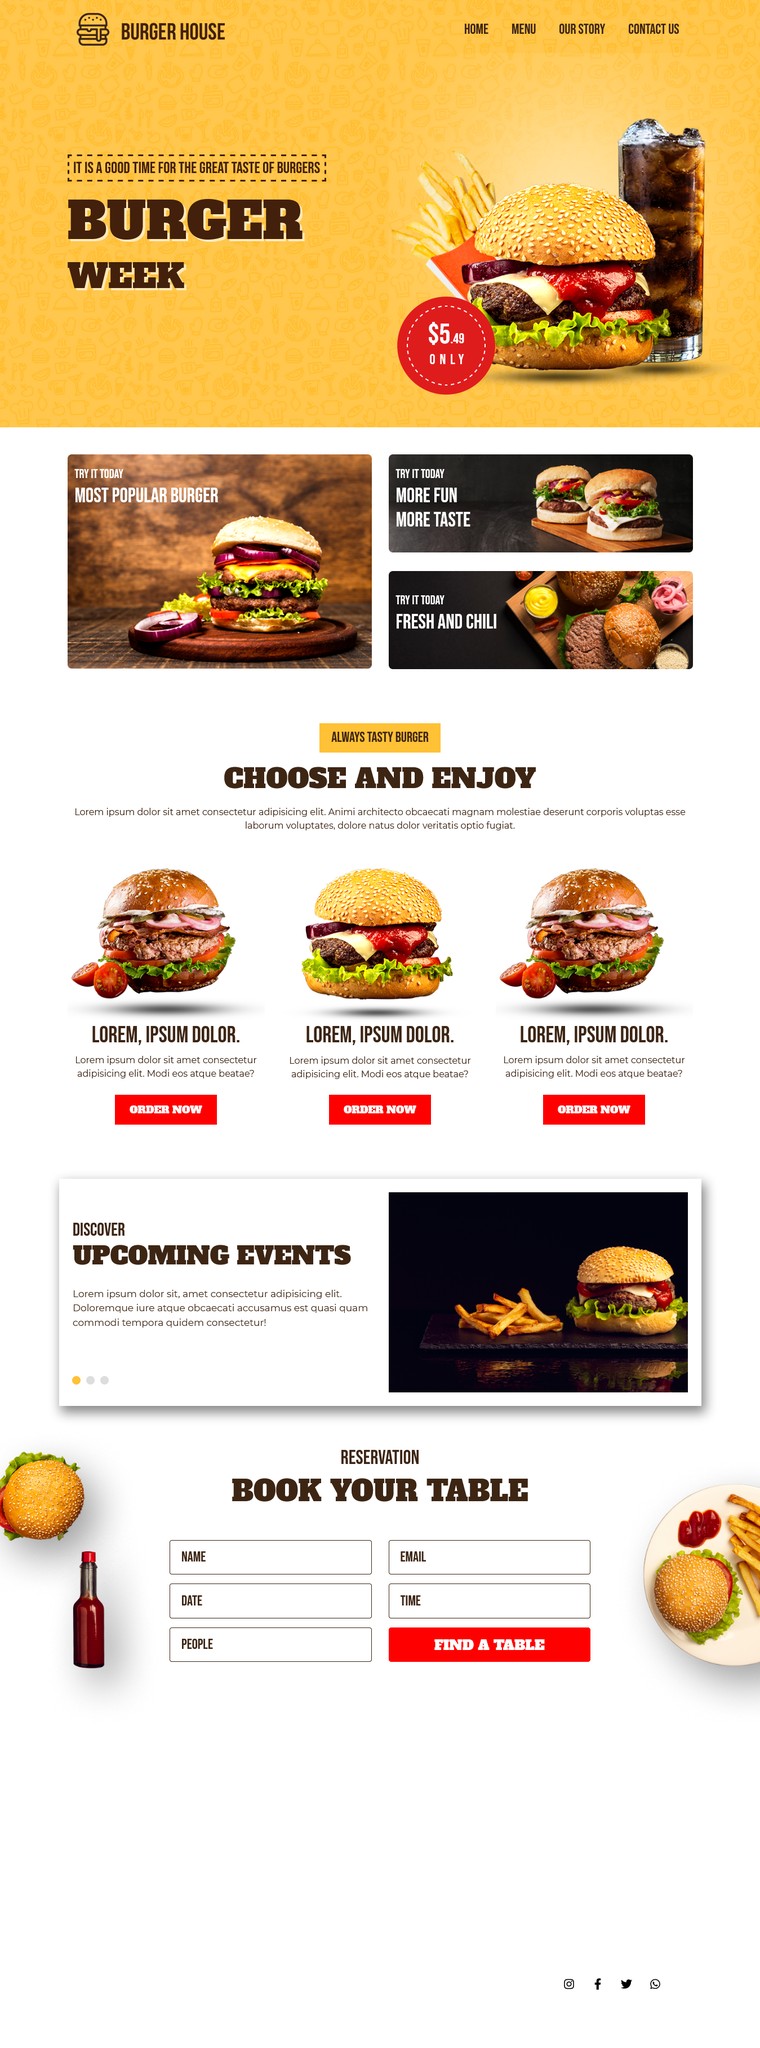 BURGER HOUSE
HOME MENU OUR STORY CONTACT US
IT IS A GOOD TIME FOR THE GREAT TASTE OF BURGERS
BURGER
WEEK
$5.49
ONLY
TRY IT TODAY
MOST POPULAR BURGER
TRY IT TODAY
MORE FUN
MORE TASTE
TRY IT TODAY
FRESH AND CHILI
ALWAYS TASTY BURGER
CHOOSE AND ENJOY
Lorem ipsum dolor sit amet consectetur adipisicing elit. Animi architecto obcaecati magnam molestiae deserunt corporis voluptas esse
laborum voluptates, dolore natus dolor veritatis optio fugiat.
LOREM, IPSUM DOLOR.
Lorem ipsum dolor sit amet consectetur
adipisicing elit. Modi eos atque beatae?
ORDER NOW
LOREM, IPSUM DOLOR.
Lorem ipsum dolor sit amet consectetur
adipisicing elit. Modi eos atque beatae?
ORDER NOW
LOREM, IPSUM DOLOR.
Lorem ipsum dolor sit amet consectetur
adipisicing elit. Modi eos atque beatae?
ORDER NOW
DISCOVER
UPCOMING EVENTS
Lorem ipsum dolor sit, amet consectetur adipisicing elit.
Doloremque iure atque obcaecati accusamus est quasi quam
commodi tempora quidem consectetur!
RESERVATION
BOOK YOUR TABLE
NAME
EMAIL
DATE
TIME
PEOPLE
FIND A TABLE